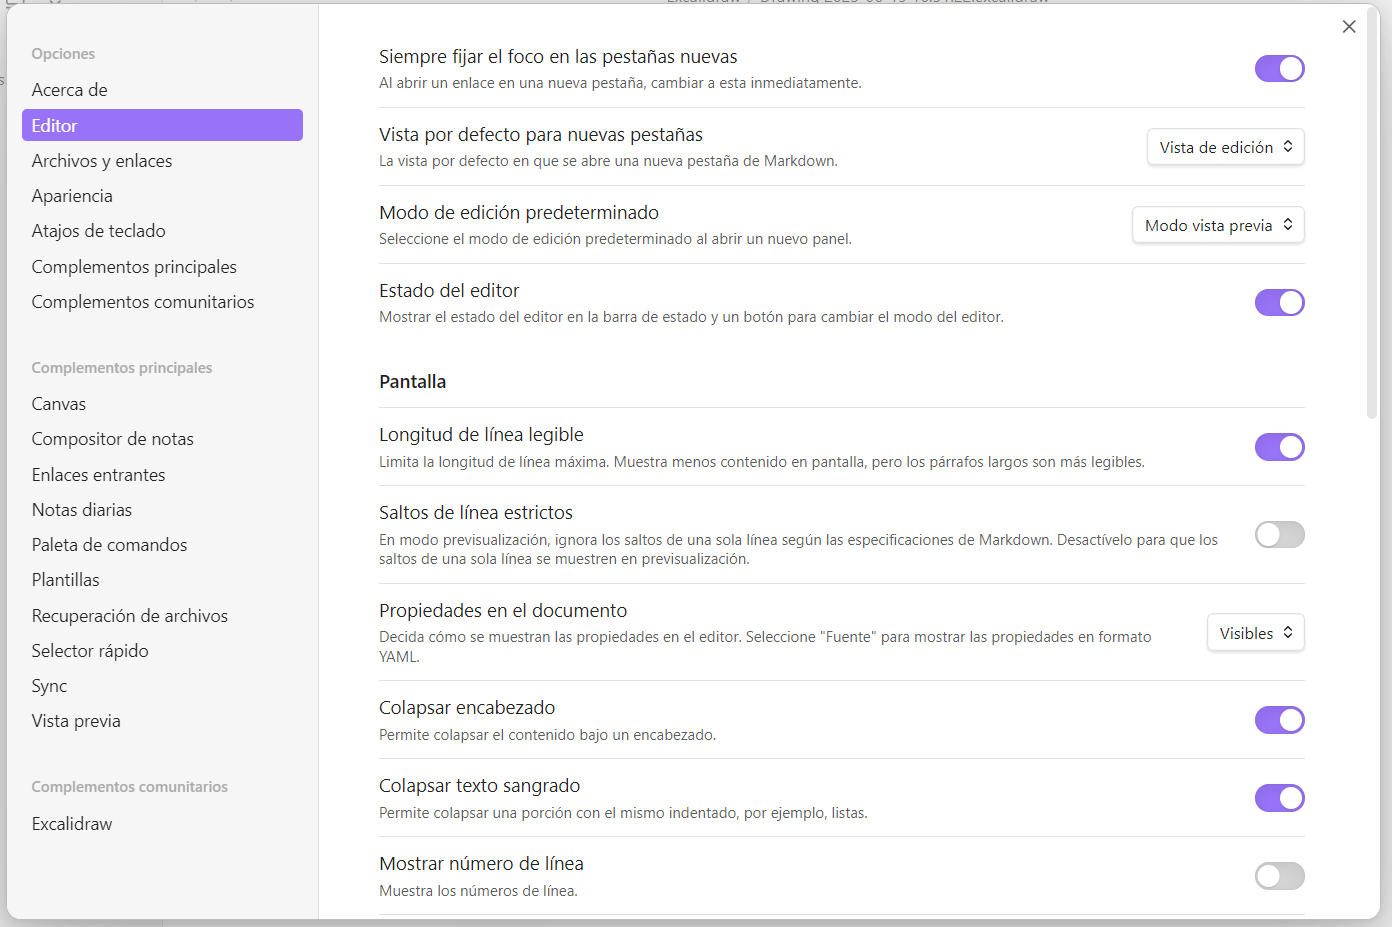 Opciones
Acerca de
Editor
Archivos y enlaces
Apariencia
Atajos de teclado
Complementos principales
Complementos comunitarios
Complementos principales
Canvas
Compositor de notas
Enlaces entrantes
Notas diarias
Paleta de comandos
Plantillas
Recuperación de archivos
Selector rápido
Sync
Vista previa
Complementos comunitarios
Excalidraw
Siempre fijar el foco en las pestañas nuevas
Al abrir un enlace en una nueva pestaña, cambiar a esta inmediatamente.
Vista por defecto para nuevas pestañas
La vista por defecto en que se abre una nueva pestaña de Markdown.
Vista de edición
Modo de edición predeterminado
Seleccione el modo de edición predeterminado al abrir un nuevo panel.
Modo vista previa
Estado del editor
Mostrar el estado del editor en la barra de estado y un botón para cambiar el modo del editor.
Pantalla
Longitud de línea legible
Limita la longitud de línea máxima. Muestra menos contenido en pantalla, pero los párrafos largos son más legibles.
Saltos de línea estrictos
En modo previsualización, ignora los saltos de una sola línea según las especificaciones de Markdown. Desactívelo para que los
saltos de una sola línea se muestren en previsualización.
Propiedades en el documento
Decida cómo se muestran las propiedades en el editor. Seleccione "Fuente" para mostrar las propiedades en formato
YAML.
Visibles
Colapsar encabezado
Permite colapsar el contenido bajo un encabezado.
Colapsar texto sangrado
Permite colapsar una porción con el mismo indentado, por ejemplo, listas.
Mostrar número de línea
Muestra los números de línea.